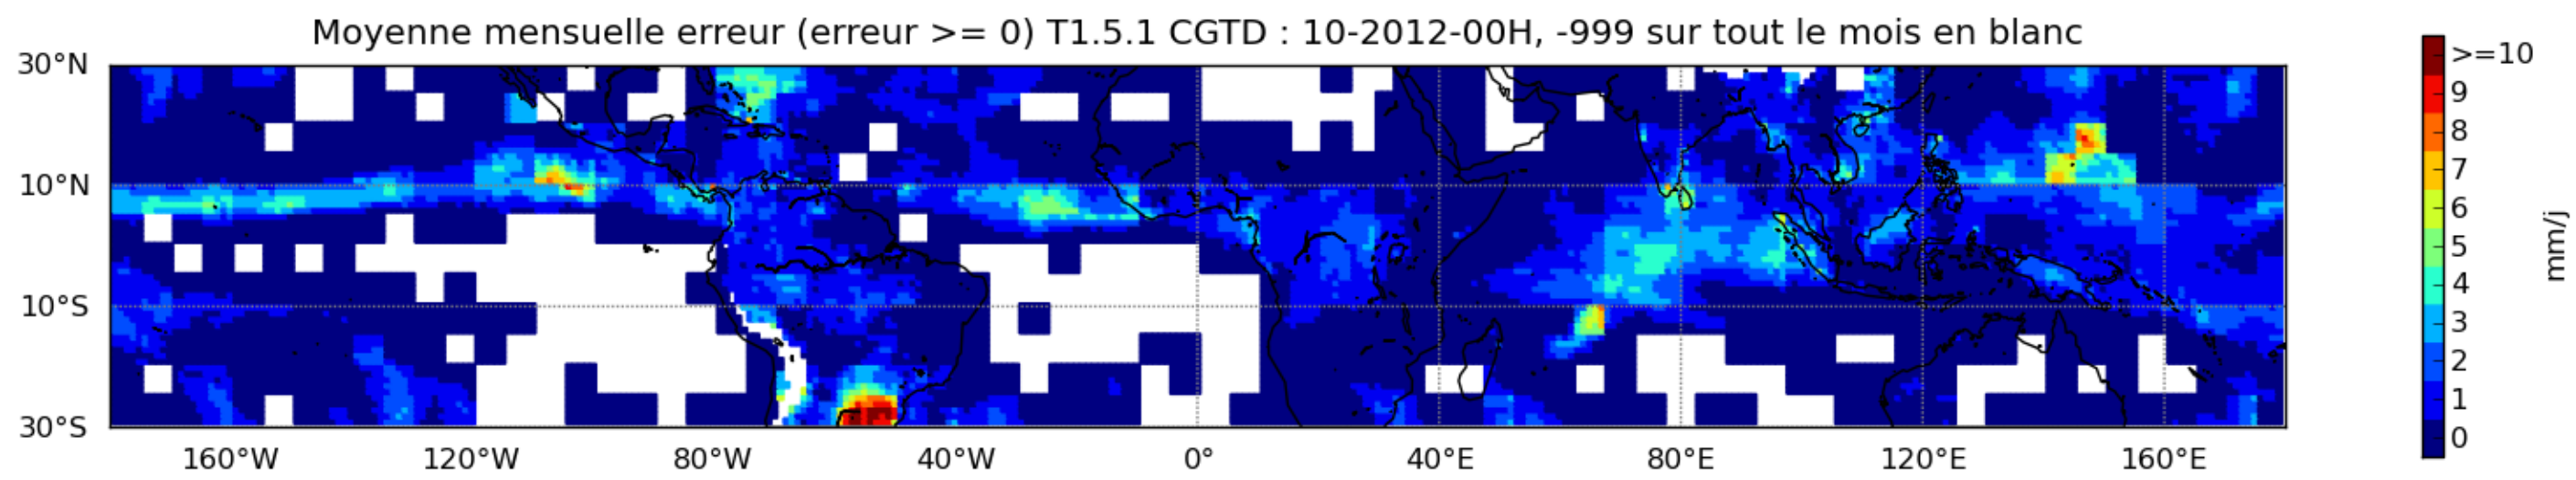 Moyenne mensuelle erreur (erreur >= 0) T1.5.1 CGTD : 10-2012-00H, -999 sur tout le mois en blanc
30°N
10°N
10°S
30°S
160°W 120°W 80°W 40°W 0° 40°E 80°E 120°E 160°E
>=10
9
8
7
6
5
4
3
2
1
0
mm/j